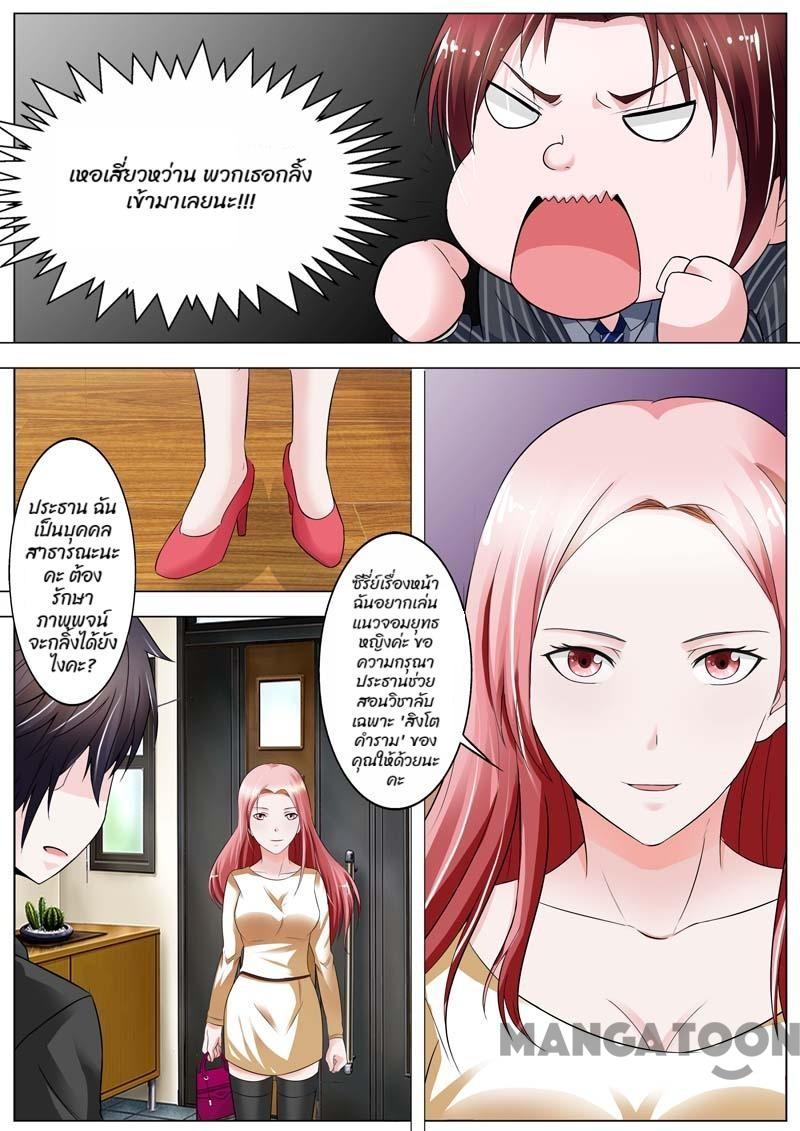 เหอเสี่ยวหว่าน พวกเธอกลิ้ง
เข้ามาเลยนะ!!!
ประธาน ฉัน
เป็นบุคคล
สาธารณะนะ
คะ ต้อง
รักษา
ภาพพจน์
จะกลิ้งได้ยัง
ไงคะ?
ซีรี่ย์เรื่องหน้า
ฉันอยากเล่น
แนวจอมยุทธ
หญิงค่ะ ขอ
ความกรุณา
ประธานช่วย
สอนวิชาลับ
เฉพาะ 'สิงโต
คำราม' ของ
คุณให้ด้วยนะ
คะ
MANGATOON